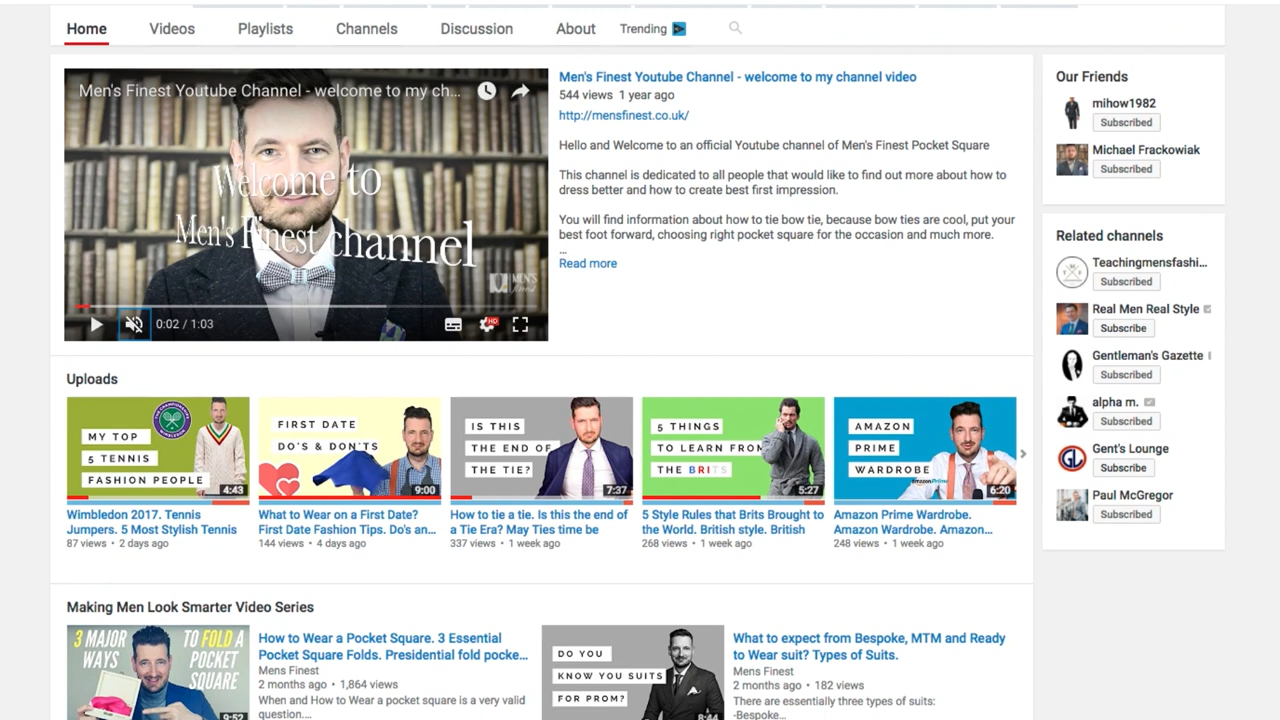 Home Videos Playlists Channels Discussion About Trending
Men's Finest Youtube Channel - welcome to my ch...
Welcome to
Men's Finest channel
MEN'S
finest
0:02 / 1:03
HD
Men's Finest Youtube Channel - welcome to my channel video
544 views 1 year ago
http://mensfinest.co.uk/
Hello and Welcome to an official Youtube channel of Men's Finest Pocket Square
This channel is dedicated to all people that would like to find out more about how to
dress better and how to create best first impression.
You will find information about how to tie bow tie, because bow ties are cool, put your
best foot forward, choosing right pocket square for the occasion and much more.
...
Read more
Our Friends
mihow1982
Subscribed
Michael Frackowiak
Subscribed
Related channels
Teachingmensfashi...
Subscribed
Real Men Real Style
Subscribe
Gentleman's Gazette
Subscribed
alpha m.
Subscribed
GL
Gent's Lounge
Subscribe
Paul McGregor
Subscribed
Uploads
MY TOP
5 TENNIS
FASHION PEOPLE
4:43
Wimbledon 2017. Tennis
Jumpers. 5 Most Stylish Tennis
87 views • 2 days ago
FIRST DATE
DO'S & DON'TS
9:00
What to Wear on a First Date?
First Date Fashion Tips. Do's an...
144 views • 4 days ago
IS THIS
THE END OF
THE TIE?
7:37
How to tie a tie. Is this the end of
a Tie Era? May Ties time be
337 views • 1 week ago
5 THINGS
TO LEARN FROM
THE BRITS
5:27
5 Style Rules that Brits Brought to
the World. British style. British
268 views • 1 week ago
AMAZON
PRIME
WARDROBE
amazonPrime
6:20
Amazon Prime Wardrobe.
Amazon Wardrobe. Amazon...
248 views • 1 week ago
Making Men Look Smarter Video Series
3 MAJOR
WAYS
TO FOLD A
POCKET
SQUARE
9:52
How to Wear a Pocket Square. 3 Essential
Pocket Square Folds. Presidential fold pocke...
Mens Finest
2 months ago • 1,864 views
When and How to Wear a pocket square is a very valid
question....
DO YOU
KNOW YOU SUITS
FOR PROM?
8:44
What to expect from Bespoke, MTM and Ready
to Wear suit? Types of Suits.
Mens Finest
2 months ago • 182 views
There are essentially three types of suits:
-Bespoke...